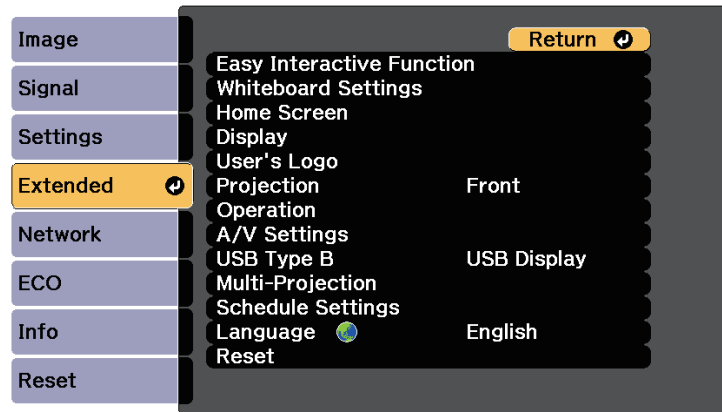 Image
Signal
Settings
Extended
Network
ECO
Info
Reset
Return
Easy Interactive Function
Whiteboard Settings
Home Screen
Display
User's Logo
Projection Front
Operation
A/V Settings
USB Type B USB Display
Multi-Projection
Schedule Settings
Language English
Reset